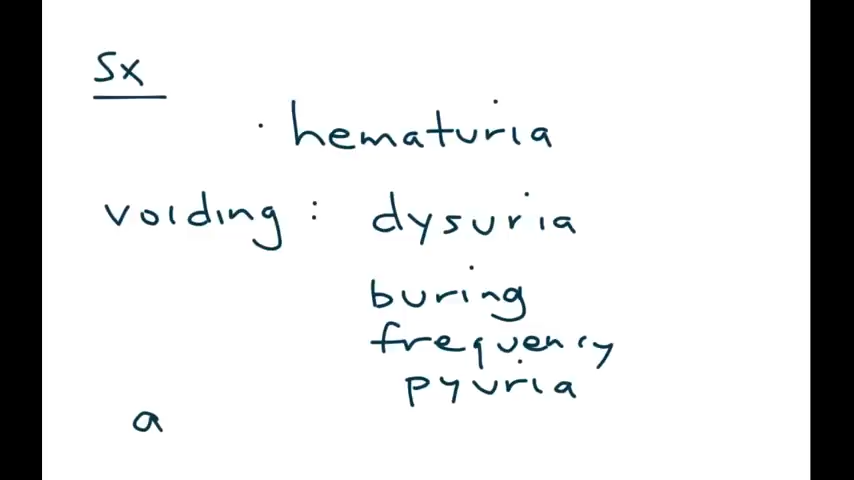 Sx
hematuria
voiding: dysuria
buring
frequency
pyuria
a